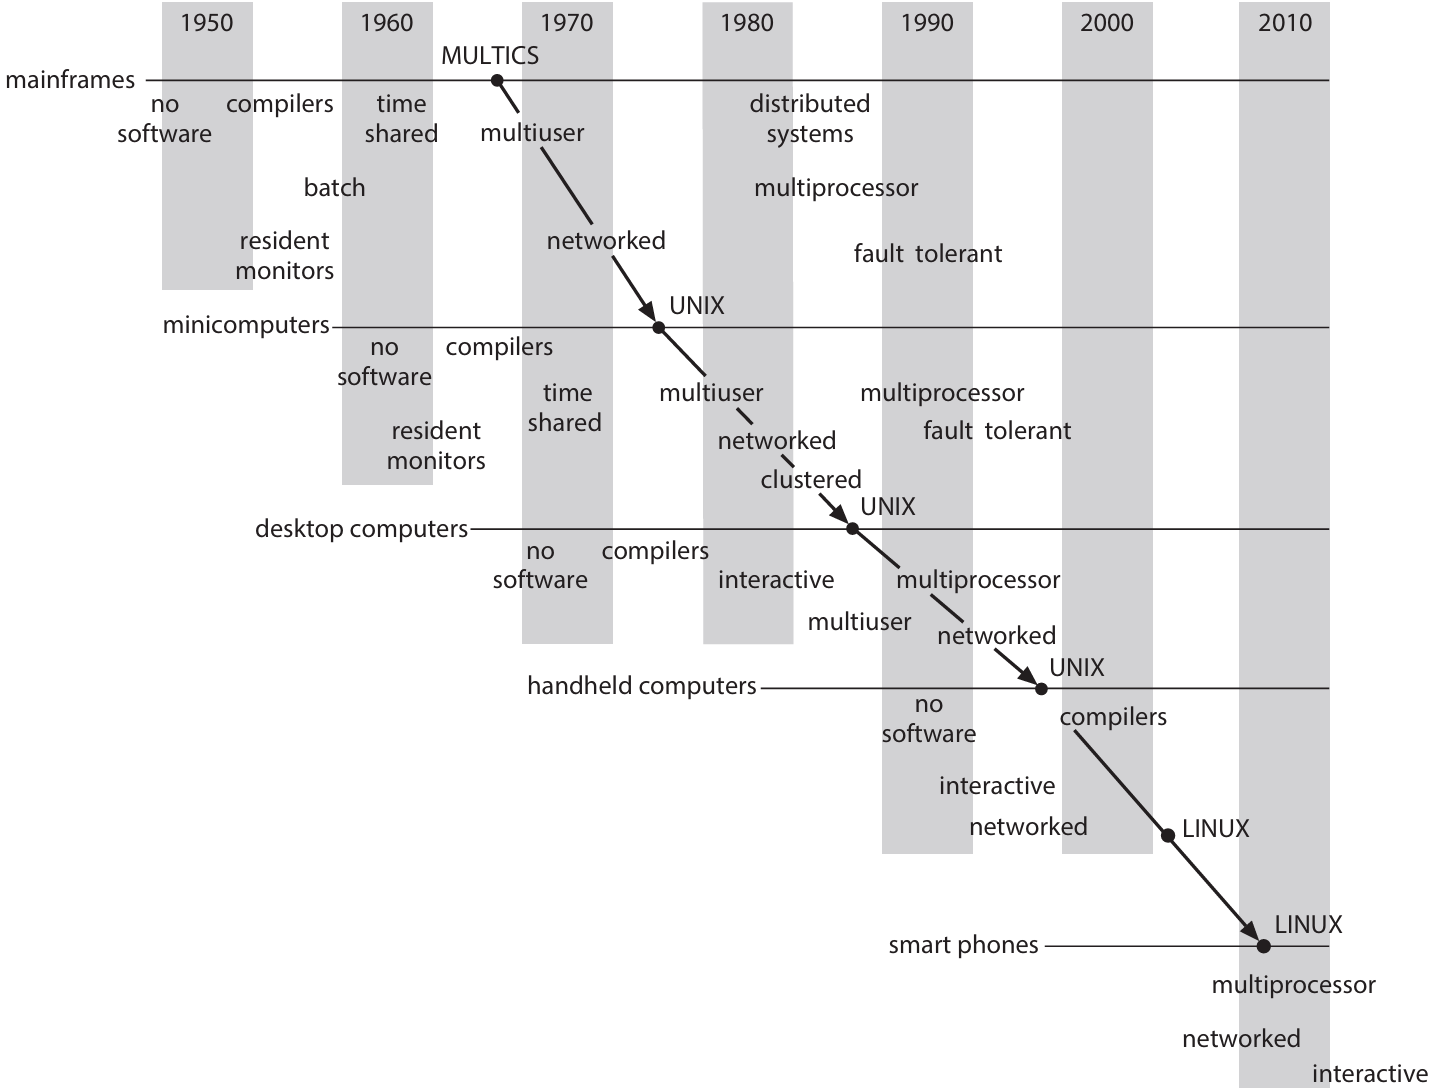 1950 1960 1970 1980 1990 2000 2010
MULTICS
mainframes
no compilers time distributed
software shared multiuser systems
batch multiprocessor
resident networked fault tolerant
monitors
UNIX
minicomputers
no compilers
software
time multiuser multiprocessor
shared
resident networked fault tolerant
monitors
clustered
UNIX
desktop computers
no compilers
software interactive multiprocessor
multiuser
networked
UNIX
handheld computers
no compilers
software
interactive
networked LINUX
LINUX
smart phones
multiprocessor
networked
interactive